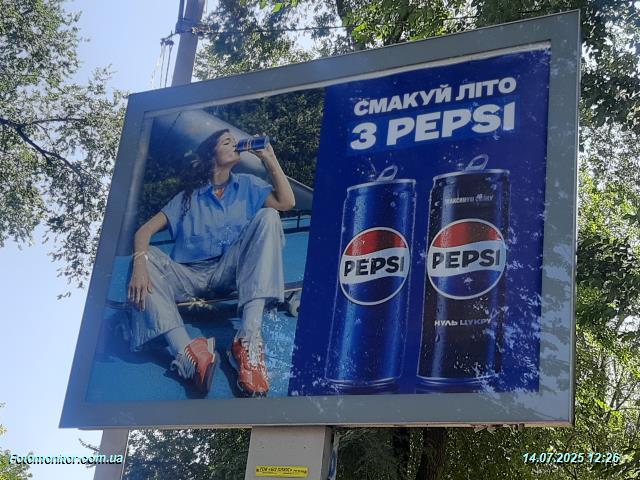 СМАКУЙ ЛІТО
З PEPSI
PEPSI
PEPSI
НУЛЬ ЦУКРУ
Fotomonitor.com.ua
14.07.2025 12:26